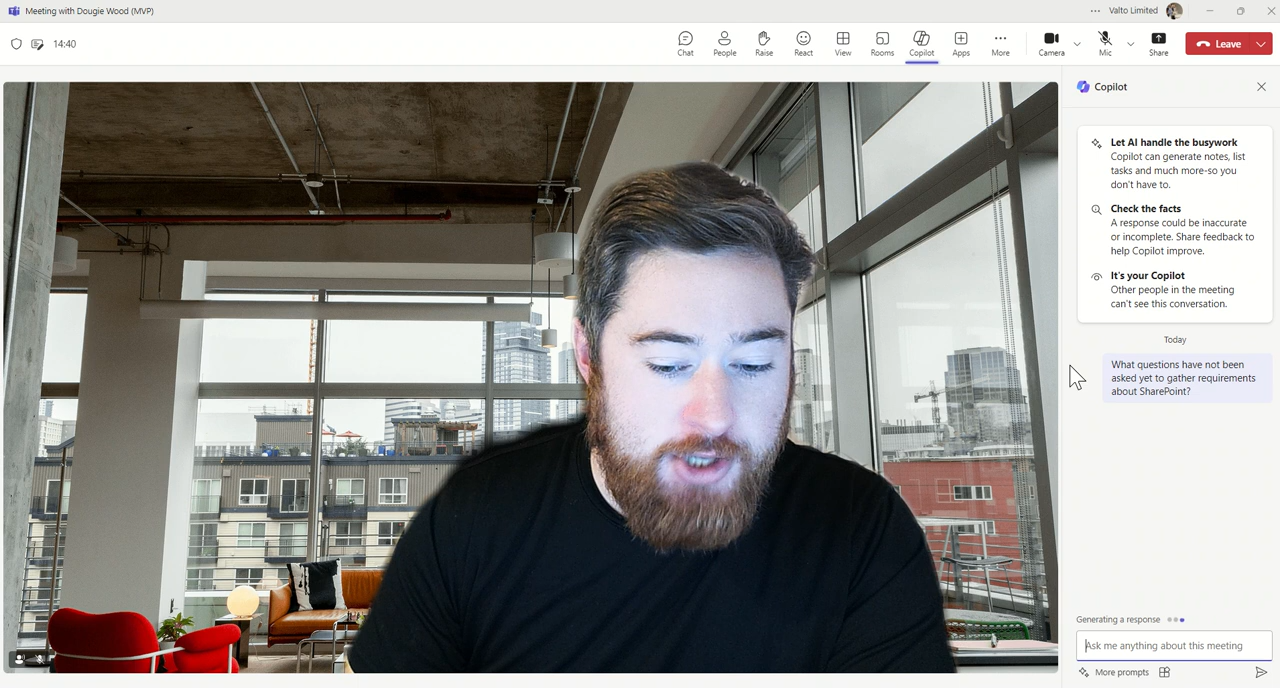 Meeting with Dougie Wood (MVP)
Valto Limited
14:40
Chat
People
Raise
React
View
Rooms
Copilot
Apps
More
Camera
Mic
Share
Leave
Copilot
Let AI handle the busywork
Copilot can generate notes, list
tasks and much more-so you
don't have to.
Check the facts
A response could be inaccurate
or incomplete. Share feedback to
help Copilot improve.
It's your Copilot
Other people in the meeting
can't see this conversation.
Today
What questions have not been
asked yet to gather requirements
about SharePoint?
Generating a response
Ask me anything about this meeting
More prompts